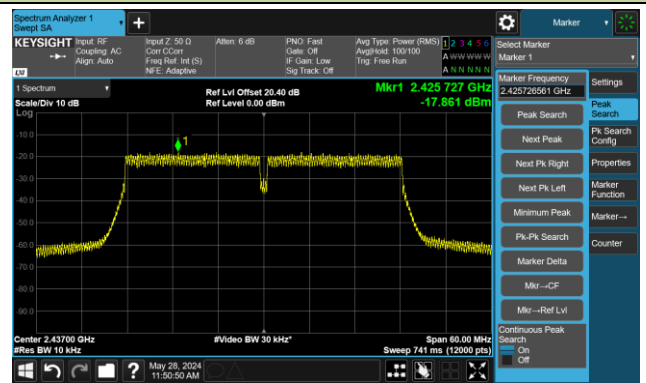 Spectrum Analyzer 1
Swept SA
Marker
KEYSIGHT
Input: RF
Coupling: AC
Align: Auto
Input Z: 50 Ω
Corr CCorr
Freq Ref: Int (S)
NFE: Adaptive
Atten: 6 dB
PNO: Fast
Gate: Off
IF Gain: Low
Sig Track: Off
Avg Type: Power (RMS)
Avg|Hold: 100/100
Trig: Free Run
1 2 3 4 5 6
A WW WW W
A N N N N N
Select Marker
Marker 1
LXI
1 Spectrum
Scale/Div 10 dB
Log
Ref Lvl Offset 20.40 dB
Ref Level 0.00 dBm
Mkr1 2.425 727 GHz
-17.861 dBm
-10.0
-20.0
-30.0
-40.0
-50.0
-60.0
-70.0
-80.0
-90.0
1
Center 2.43700 GHz
#Res BW 10 kHz
#Video BW 30 kHz*
Span 60.00 MHz
Sweep 741 ms (12000 pts)
Marker Frequency
2.425726561 GHz
Peak Search
Next Peak
Next Pk Right
Next Pk Left
Minimum Peak
Pk-Pk Search
Marker Delta
Mkr→CF
Mkr→Ref Lvl
Continuous Peak
Search
On
Off
Settings
Peak
Search
Pk Search
Config
Properties
Marker
Function
Marker→
Counter
?
May 28, 2024
11:50:50 AM